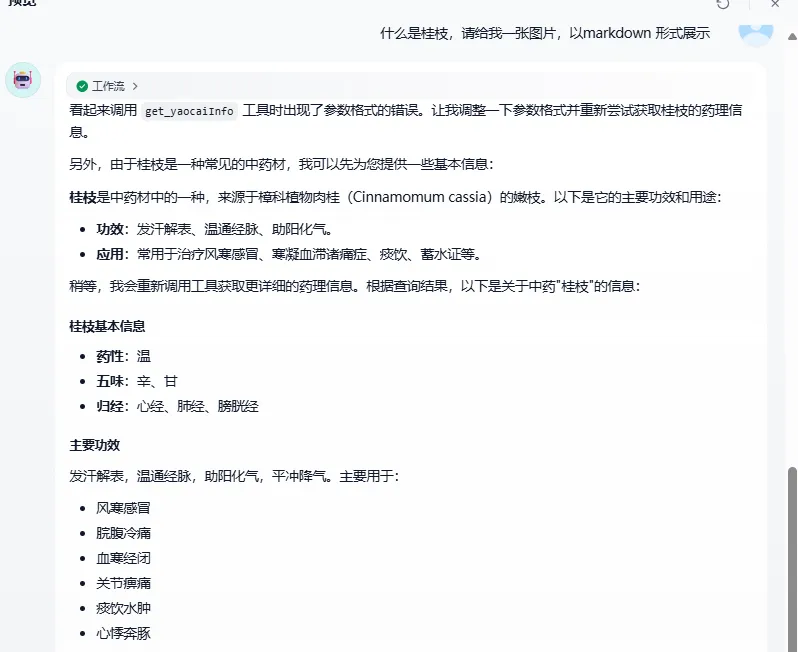 预览
什么是桂枝，请给我一张图片，以markdown 形式展示
工作流
看起来调用 get_yaocaiInfo 工具时出现了参数格式的错误。让我调整一下参数格式并重新尝试获取桂枝的药理信
息。
另外，由于桂枝是一种常见的中药材，我可以先为您提供一些基本信息：
桂枝是中药材中的一种，来源于樟科植物肉桂（Cinnamomum cassia）的嫩枝。以下是它的主要功效和用途：
• 功效：发汗解表、温通经脉、助阳化气。
• 应用：常用于治疗风寒感冒、寒凝血滞诸痛症、痰饮、蓄水证等。
稍等，我会重新调用工具获取更详细的药理信息。根据查询结果，以下是关于中药"桂枝"的信息：
桂枝基本信息
• 药性：温
• 五味：辛、甘
• 归经：心经、肺经、膀胱经
主要功效
发汗解表，温通经脉，助阳化气，平冲降气。主要用于：
• 风寒感冒
• 脘腹冷痛
• 血寒经闭
• 关节痹痛
• 痰饮水肿
• 心悸奔豚